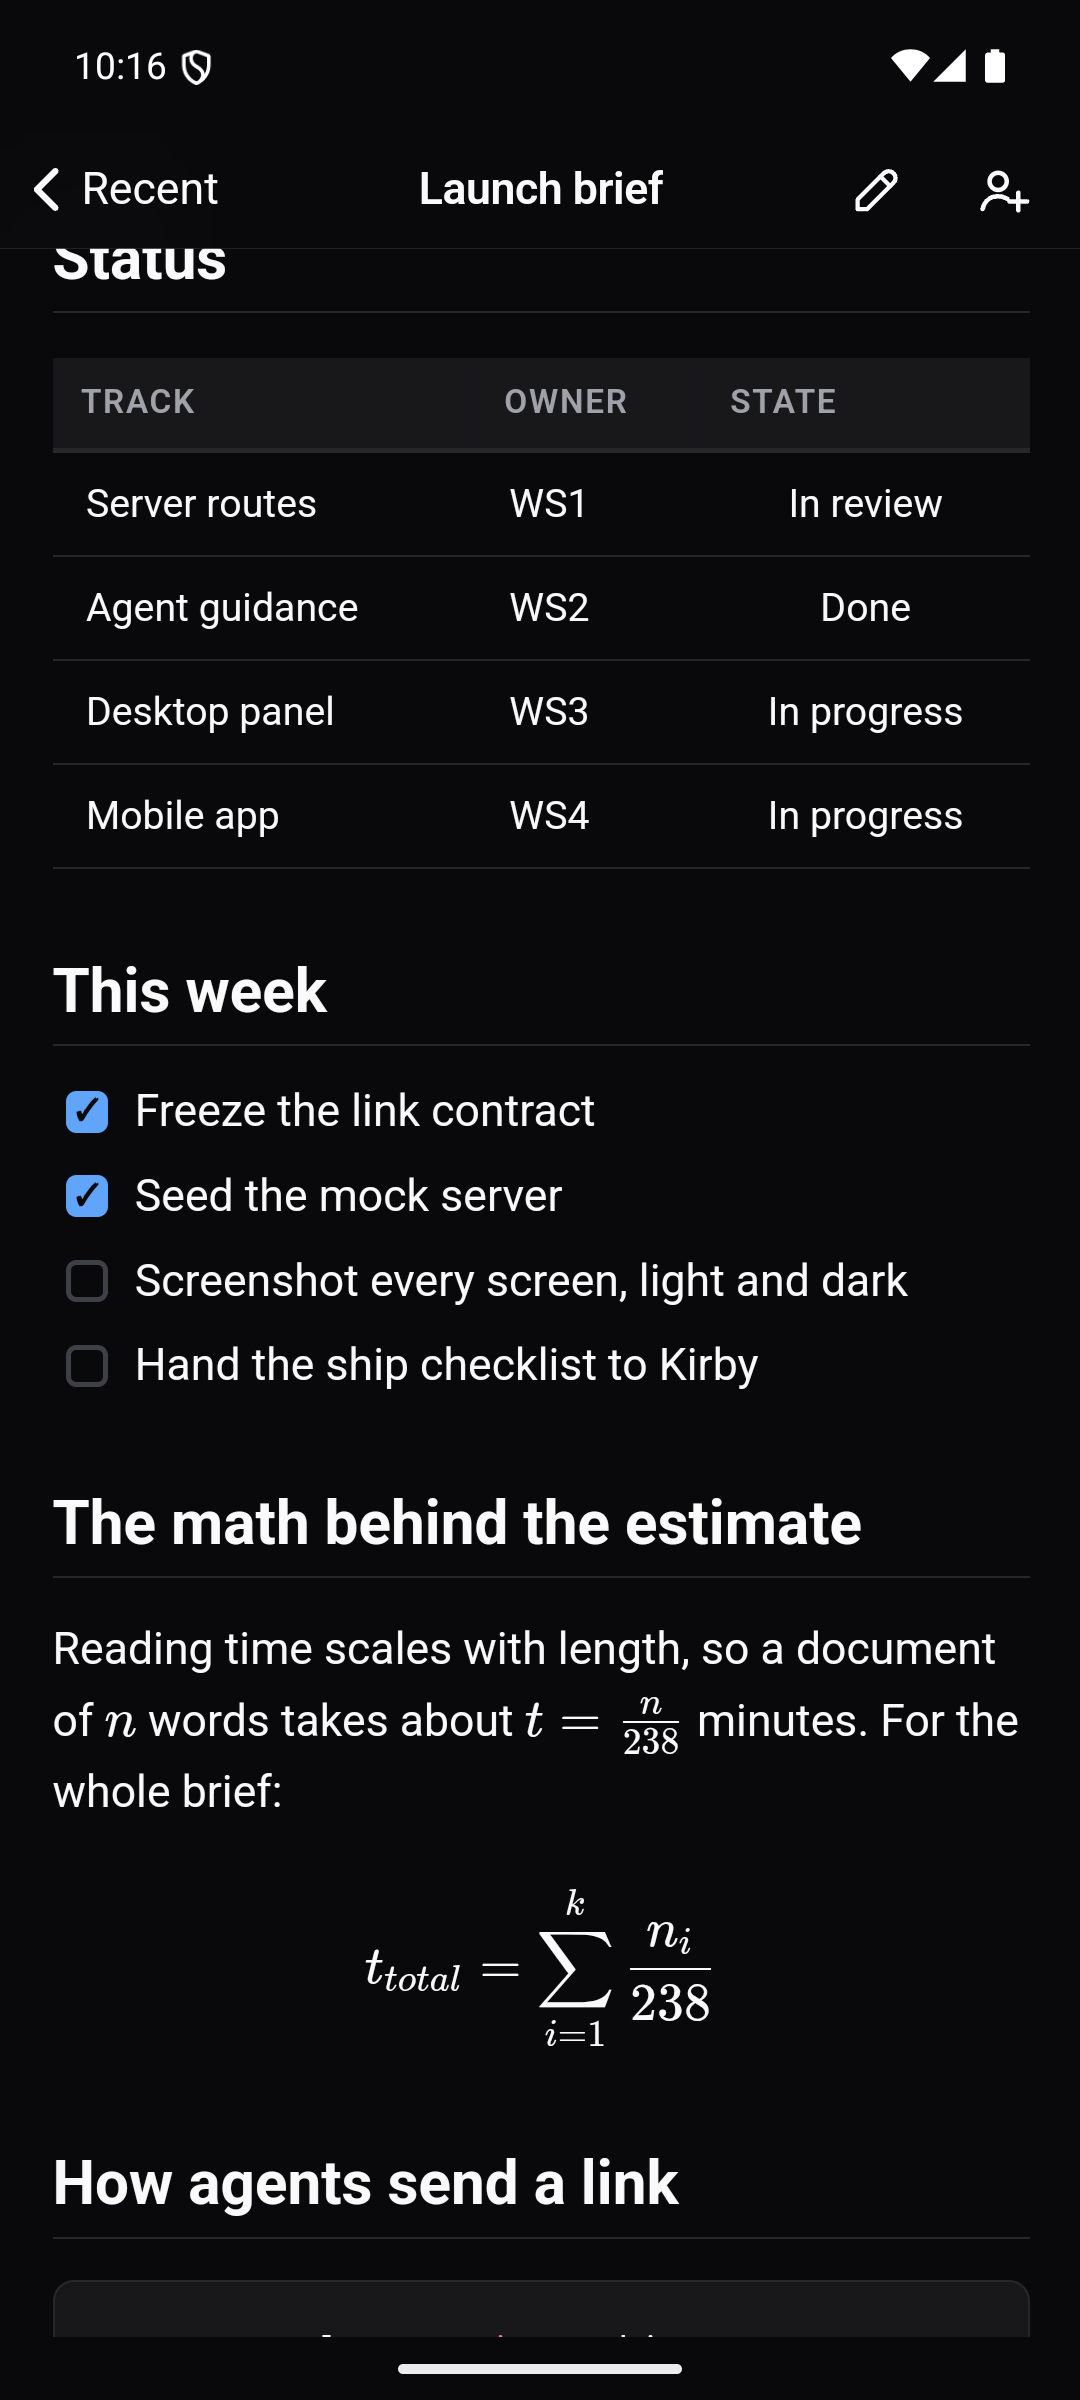 10:16
Recent
Launch brief
Status
TRACK OWNER STATE
Server routes WS1 In review
Agent guidance WS2 Done
Desktop panel WS3 In progress
Mobile app WS4 In progress
This week
Freeze the link contract
Seed the mock server
Screenshot every screen, light and dark
Hand the ship checklist to Kirby
The math behind the estimate
Reading time scales with length, so a document
of n words takes about t = n/238 minutes. For the
whole brief:
t_total = ∑_{i=1}^{k} n_i/238
How agents send a link